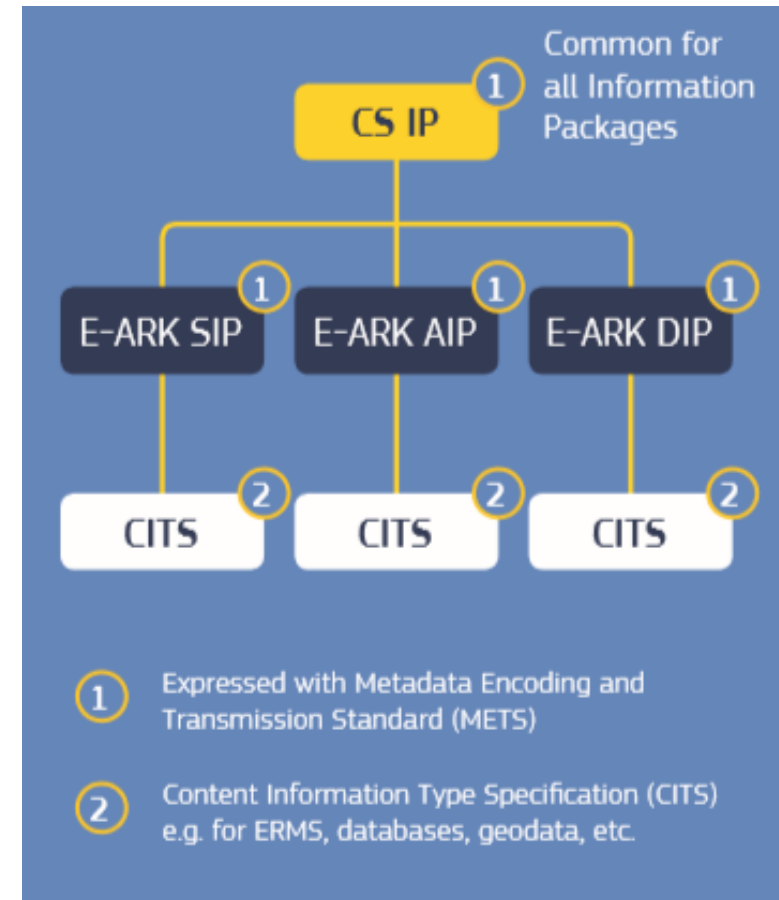 Common for
all Information
Packages
1
CS IP
1
1
1
E-ARK SIP
E-ARK AIP
E-ARK DIP
2
2
2
CITS
CITS
CITS
1
Expressed with Metadata Encoding and
Transmission Standard (METS)
2
Content Information Type Specification (CITS)
e.g. for ERMS, databases, geodata, etc.